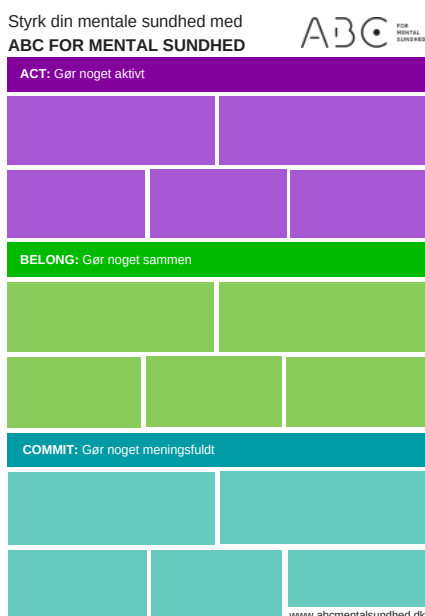 Styrk din mentale sundhed med
ABC FOR MENTAL SUNDHED
ABC FOR
MENTAL
SUNDHED
ACT: Gør noget aktivt
BELONG: Gør noget sammen
COMMIT: Gør noget meningsfuldt
www.abcmentalsundhed.dk